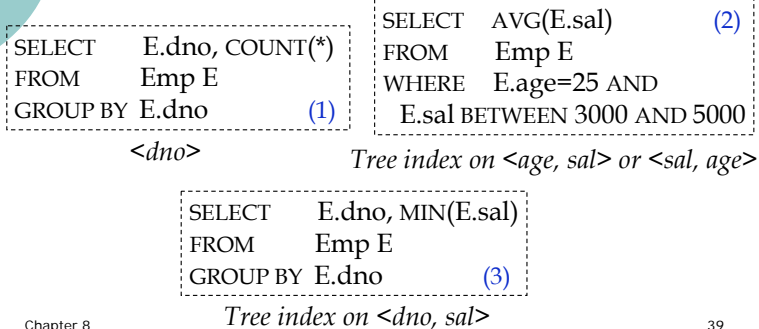 SELECT E.dno, COUNT(*)
FROM Emp E
GROUP BY E.dno (1)
<dno>
SELECT AVG(E.sal) (2)
FROM Emp E
WHERE E.age=25 AND
E.sal BETWEEN 3000 AND 5000
Tree index on <age, sal> or <sal, age>
SELECT E.dno, MIN(E.sal)
FROM Emp E
GROUP BY E.dno (3)
Tree index on <dno, sal>
Chapter 8 39